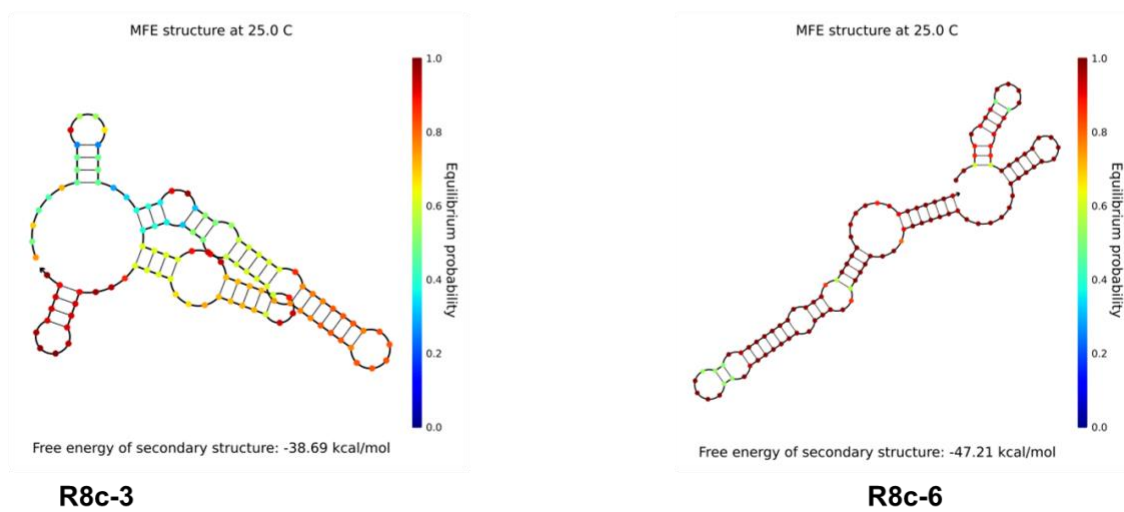 MFE structure at 25.0 C
1.0
0.8
0.6
0.4
0.2
0.0
Equilibrium probability
Free energy of secondary structure: -38.69 kcal/mol
R8c-3
MFE structure at 25.0 C
1.0
0.8
0.6
0.4
0.2
0.0
Equilibrium probability
Free energy of secondary structure: -47.21 kcal/mol
R8c-6